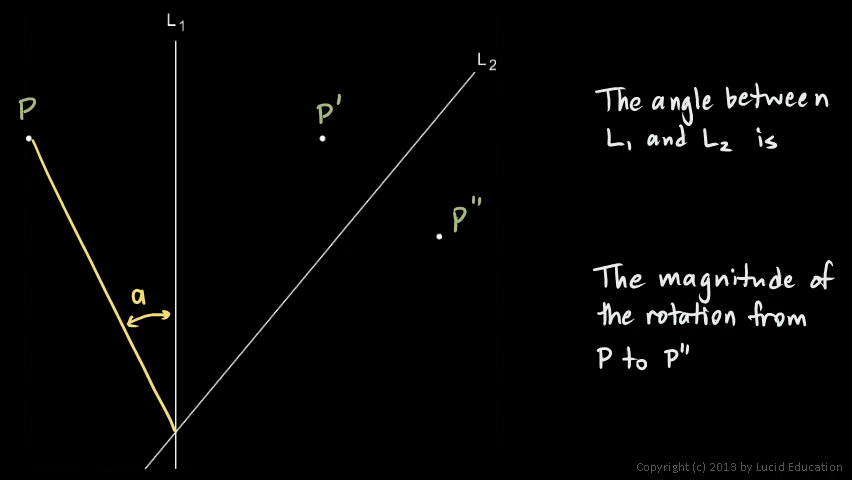 L₁
L₂
P
P'
P"
a
The angle between
L₁ and L₂ is
The magnitude of
the rotation from
P to P"
Copyright (c) 2013 by Lucid Education